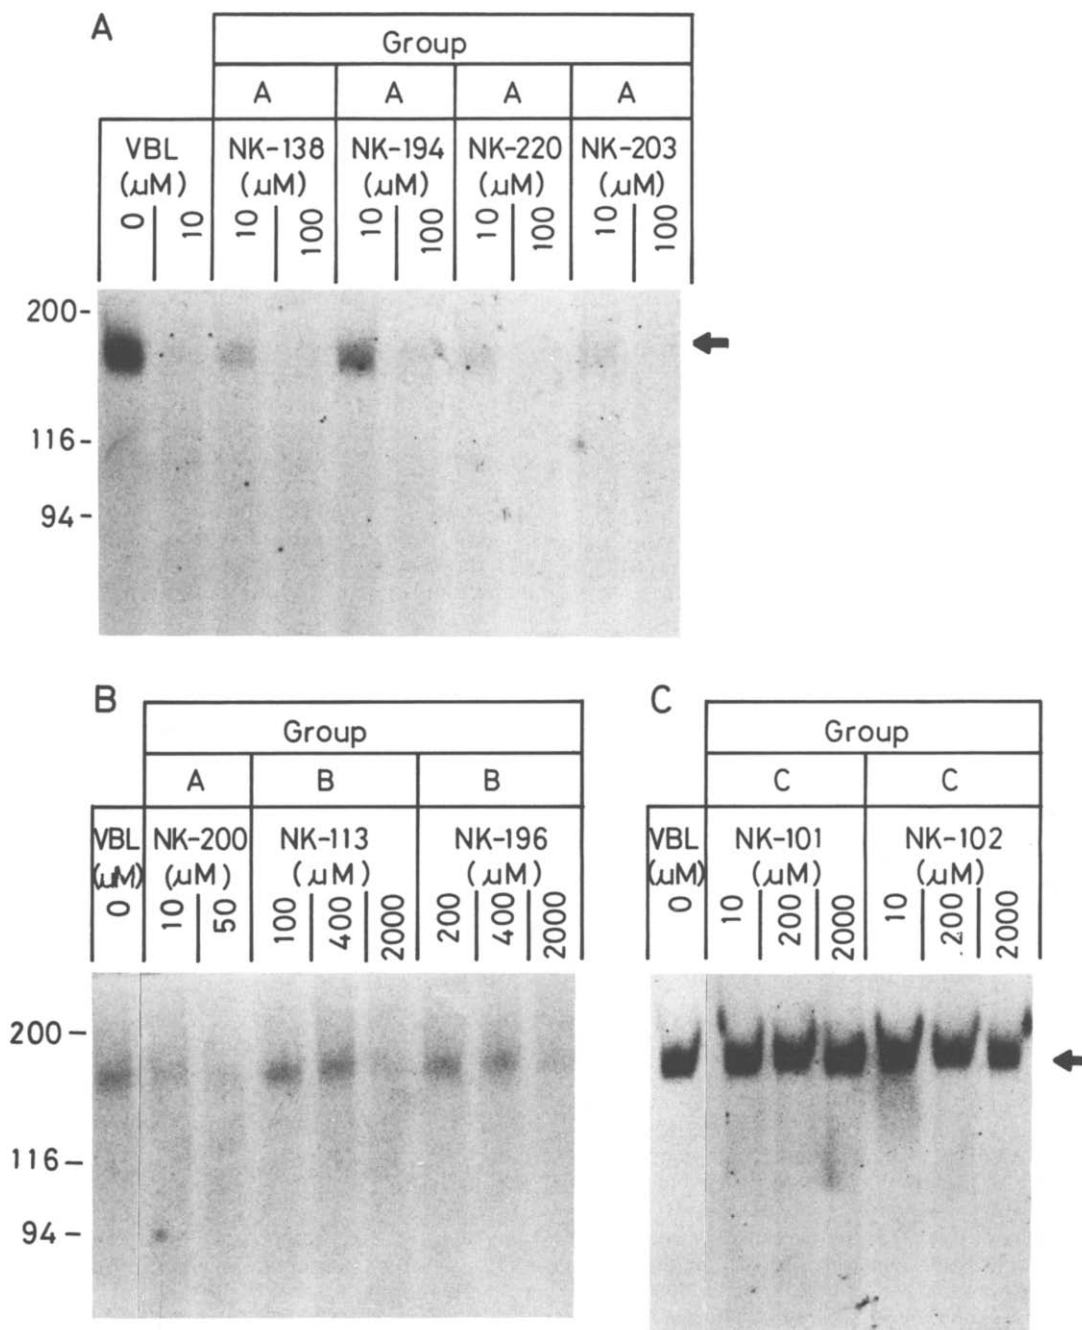 A
Group
A A A A
VBL NK-138 NK-194 NK-220 NK-203
(μM) (μM) (μM) (μM) (μM)
0 10 10 100 10 100 10 100 10 100
200-
116-
94-
B
Group
A B B
VBL NK-200 NK-113 NK-196
(μM) (μM) (μM) (μM)
0 10 50 100 400 2000 200 400 2000
200-
116-
94-
C
Group
C C
VBL NK-101 NK-102
(μM) (μM) (μM)
0 10 200 2000 10 200 2000